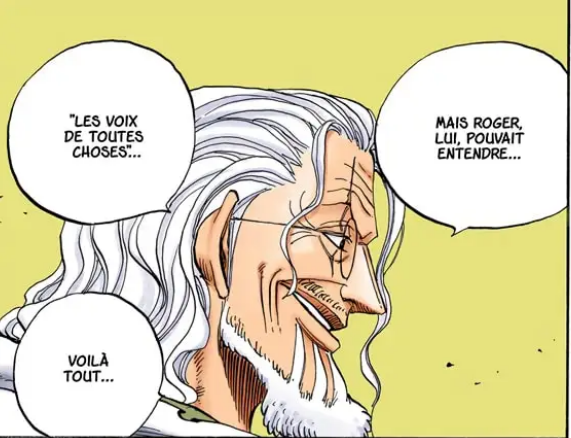 MAIS ROGER,
LUI, POUVAIT
ENTENDRE...
"LES VOIX
DE TOUTES
CHOSES"...
VOILÀ
TOUT...